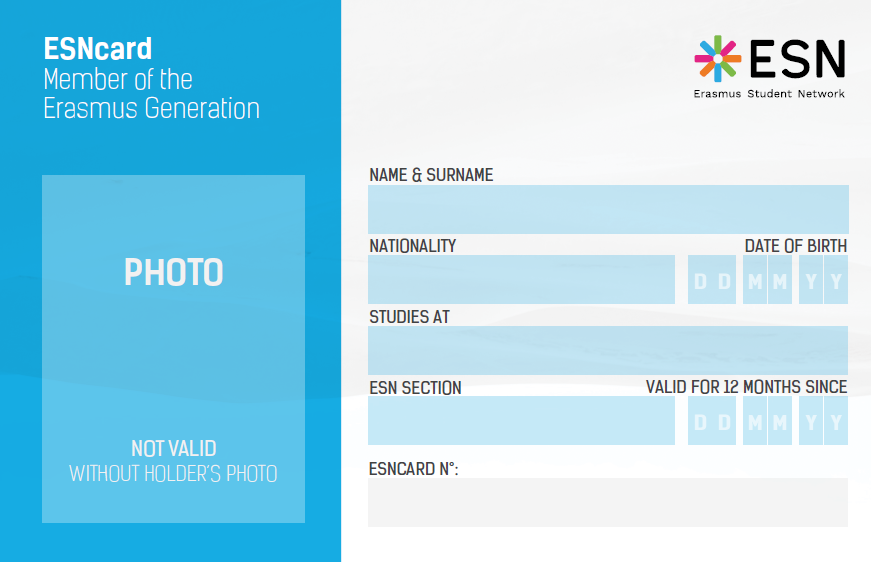 ESNcard
Member of the
Erasmus Generation
PHOTO
NOT VALID
WITHOUT HOLDER'S PHOTO
ESN
Erasmus Student Network
NAME & SURNAME
NATIONALITY
DATE OF BIRTH
D D M M Y Y
STUDIES AT
ESN SECTION
VALID FOR 12 MONTHS SINCE
D D M M Y Y
ESNCARD N°: